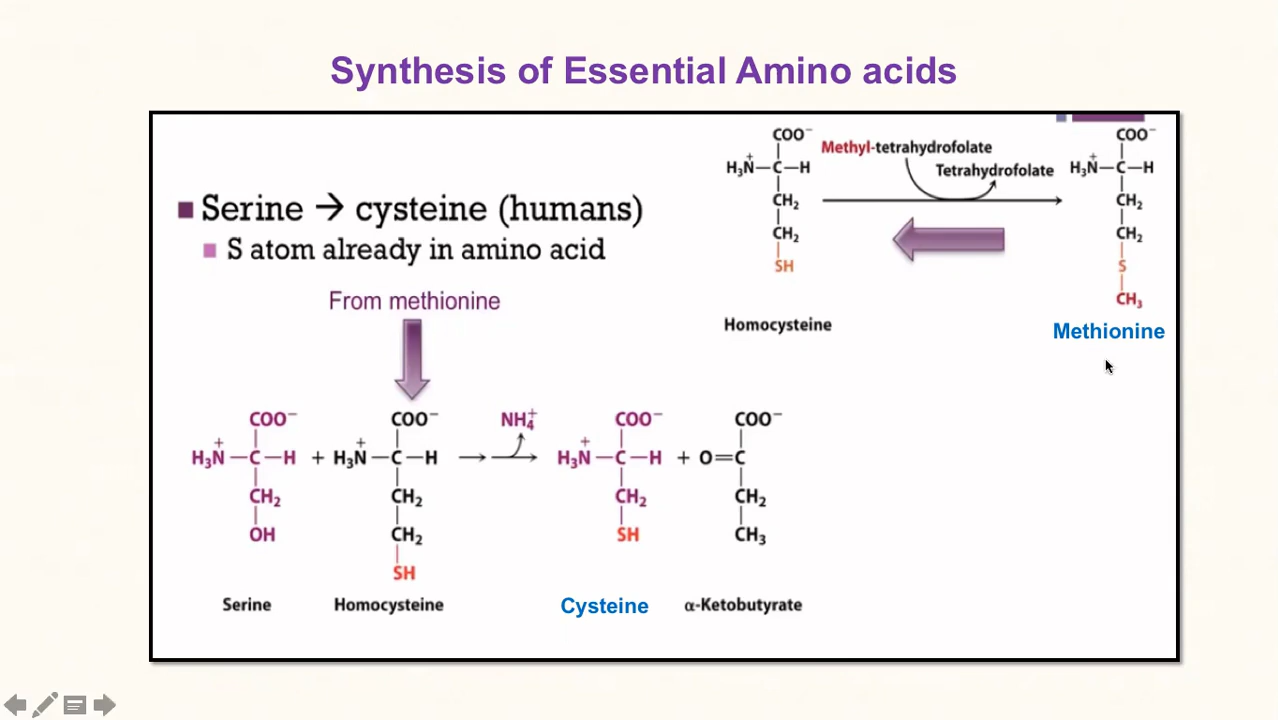 Synthesis of Essential Amino acids
Serine → cysteine (humans)
S atom already in amino acid
From methionine
COO⁻
H₃N⁺—C—H
CH₂
CH₂
SH
Homocysteine
Methyl-tetrahydrofolate
Tetrahydrofolate
COO⁻
H₃N⁺—C—H
CH₂
CH₂
S
CH₃
Methionine
COO⁻ COO⁻ NH₄⁺ COO⁻ COO⁻
H₃N⁺—C—H + H₃N⁺—C—H H₃N⁺—C—H + O=C
CH₂ CH₂ CH₂ CH₂
OH CH₂ SH CH₃
SH
Serine Homocysteine Cysteine α-Ketobutyrate